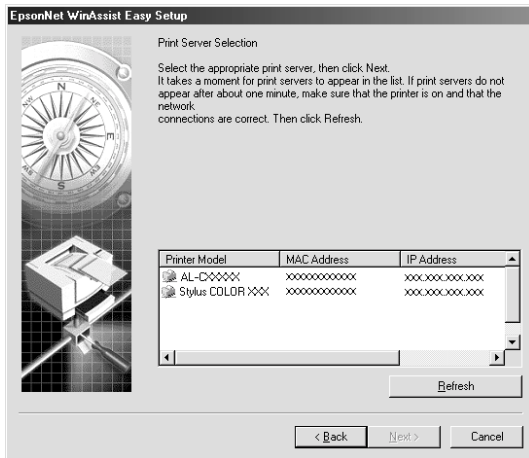 EpsonNet WinAssist Easy Setup
Print Server Selection
Select the appropriate print server, then click Next.
It takes a moment for print servers to appear in the list. If print servers do not
appear after about one minute, make sure that the printer is on and that the
network
connections are correct. Then click Refresh.
N
NW
NE
W
E
SW
SE
S
Printer Model MAC Address IP Address
AL-CXXXXX XXXXXXXXXXXX XXX.XXX.XXX.XXX
Stylus COLOR XXX XXXXXXXXXXXX XXX.XXX.XXX.XXX
Refresh
< Back Next > Cancel